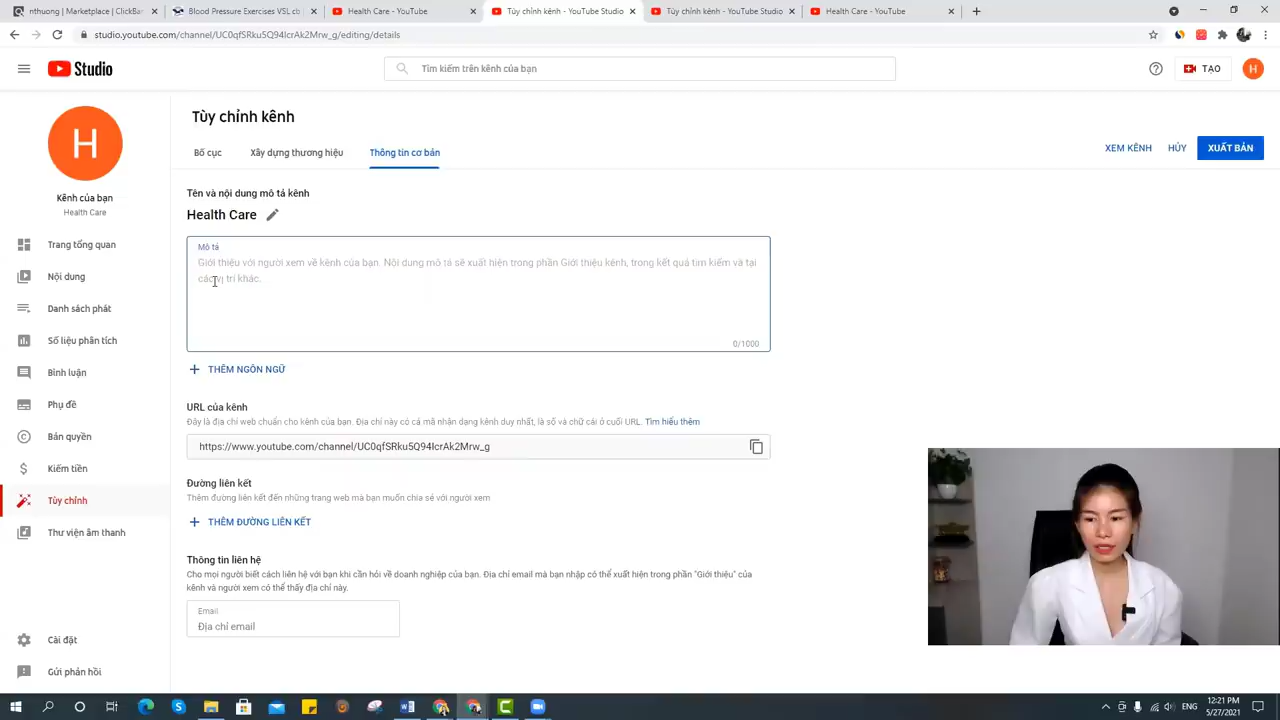 nthuong | Marketplace | ClickBan
Blood Pressure Exercises VSL cb
Health Care - YouTube
Tùy chỉnh kênh - YouTube Studio
Tùy chỉnh kênh - YouTube Studio
Health Care - YouTube
studio.youtube.com/channel/UC0qfSRku5Q94IcrAk2Mrw_g/editing/details
Studio
Tìm kiếm trên kênh của bạn
TẠO
H
H
Kênh của bạn
Health Care
Trang tổng quan
Nội dung
Danh sách phát
Số liệu phân tích
Bình luận
Phụ đề
Bản quyền
Kiếm tiền
Tùy chỉnh
Thư viện âm thanh
Cài đặt
Gửi phản hồi
Tùy chỉnh kênh
Bố cục
Xây dựng thương hiệu
Thông tin cơ bản
XEM KÊNH
HỦY
XUẤT BẢN
Tên và nội dung mô tả kênh
Health Care
Mô tả
Giới thiệu với người xem về kênh của bạn. Nội dung mô tả sẽ xuất hiện trong phần Giới thiệu kênh, trong kết quả tìm kiếm và tại
các vị trí khác.
0/1000
THÊM NGÔN NGỮ
URL của kênh
Đây là địa chỉ web chuẩn cho kênh của bạn. Địa chỉ này có cả mã nhận dạng kênh duy nhất, là số và chữ cái ở cuối URL. Tìm hiểu thêm
https://www.youtube.com/channel/UC0qfSRku5Q94IcrAk2Mrw_g
Đường liên kết
Thêm đường liên kết đến những trang web mà bạn muốn chia sẻ với người xem
THÊM ĐƯỜNG LIÊN KẾT
Thông tin liên hệ
Cho mọi người biết cách liên hệ với bạn khi cần hỏi về doanh nghiệp của bạn. Địa chỉ email mà bạn nhập có thể xuất hiện trong phần "Giới thiệu" của
kênh và người xem có thể thấy địa chỉ này.
Email
Địa chỉ email
ENG
12:21 PM
5/27/2021